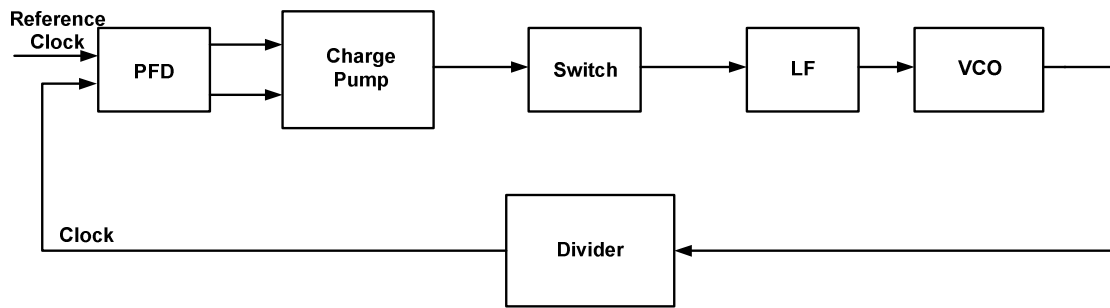 Reference
Clock
PFD
Charge
Pump
Switch
LF
VCO
Clock
Divider